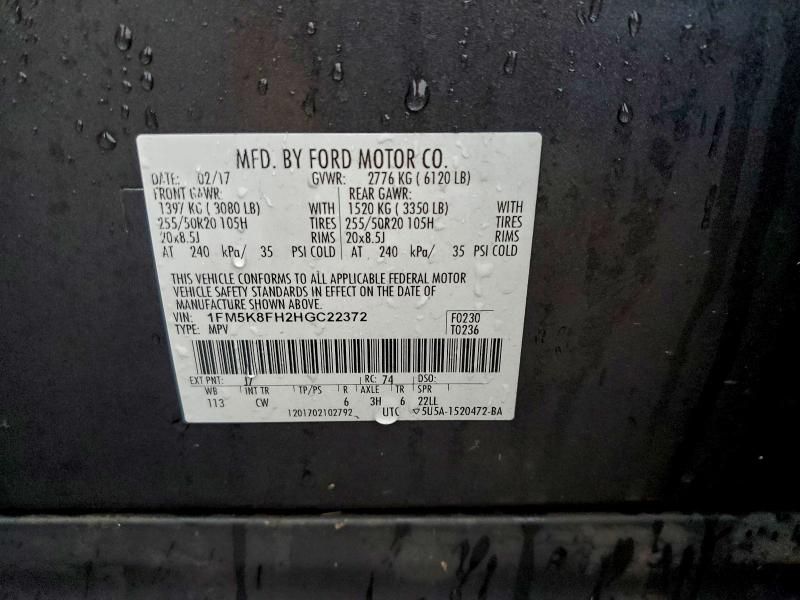 MFD. BY FORD MOTOR CO.
DATE: 02/17 GVWR: 2776 KG ( 6120 LB)
FRONT GAWR: REAR GAWR:
1397 KG ( 3080 LB) WITH 1520 KG ( 3350 LB) WITH
255/50R20 105H TIRES 255/50R20 105H TIRES
20x8.5J RIMS 20x8.5J RIMS
AT 240 kPa/ 35 PSI COLD AT 240 kPa/ 35 PSI COLD
THIS VEHICLE CONFORMS TO ALL APPLICABLE FEDERAL MOTOR
VEHICLE SAFETY STANDARDS IN EFFECT ON THE DATE OF
MANUFACTURE SHOWN ABOVE.
VIN: 1FM5K8FH2HGC22372 F0230
TYPE: MPV T0236
EXT PNT: J7 RC: 74 DSO:
WB INT TR TP/PS R AXLE TR SPR
113 CW 6 3H 6 22LL
1201702102792 UTC ▽5U5A-1520472-BA